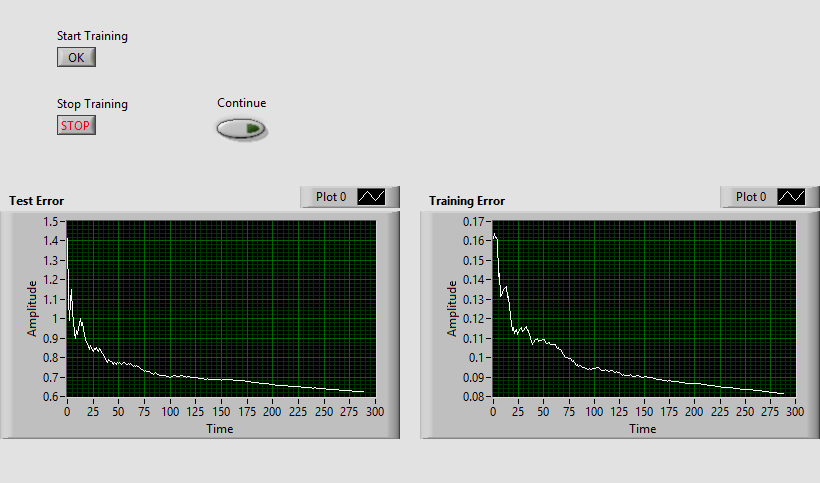 Start Training
OK
Stop Training
STOP
Continue
Test Error
Plot 0
1.5
1.4
1.3
1.2
1.1
1
0.9
0.8
0.7
0.6
Amplitude
0 25 50 75 100 125 150 175 200 225 250 275 300
Time
Training Error
Plot 0
0.17
0.16
0.15
0.14
0.13
0.12
0.11
0.1
0.09
0.08
Amplitude
0 25 50 75 100 125 150 175 200 225 250 275 300
Time